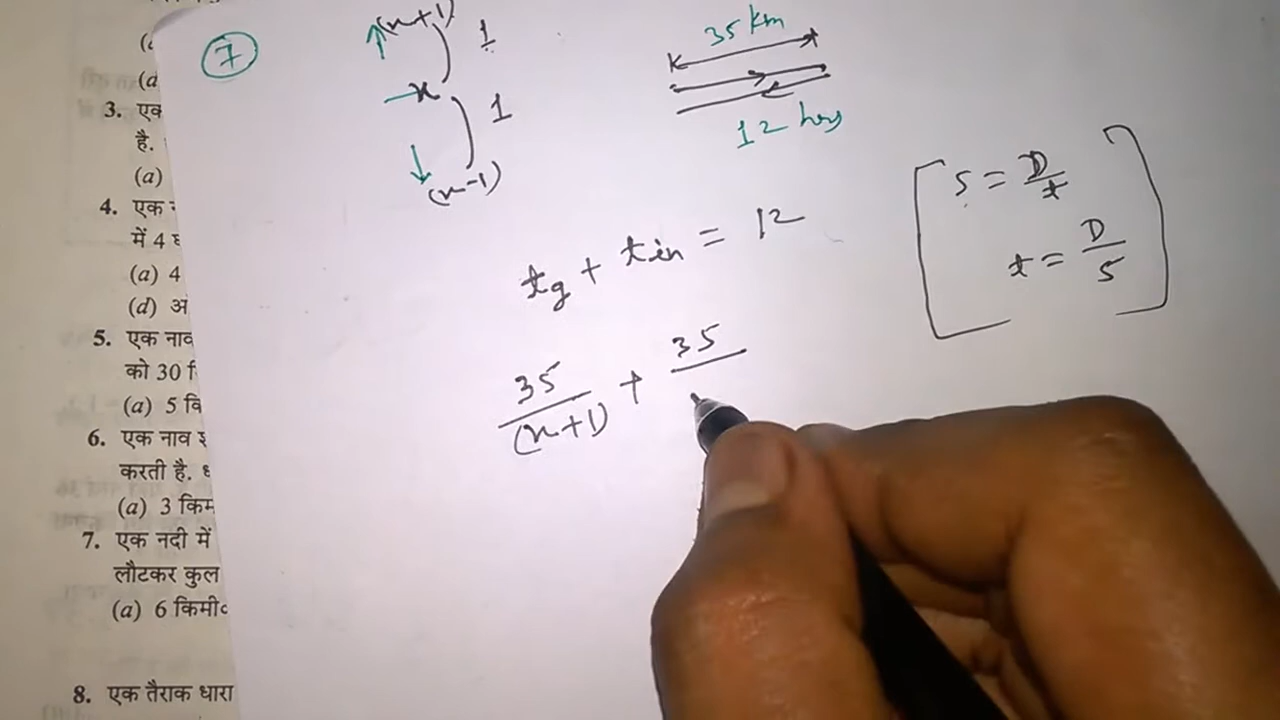 (a)
3. एक
है.
(a)
4. एक
में 4
(a) 4
(d) अ
5. एक नाव
को 30
(a) 5 कि
6. एक नाव
करती है.
(a) 3 किम
7. एक नदी में
लौटकर कुल
(a) 6 किमी०
8. एक तैराक धारा
7
(x+1)
1
x
1
(x-1)
35 km
12 hrs
S = D/t
t = D/S
tg + tin = 12
35/(x+1) + 35